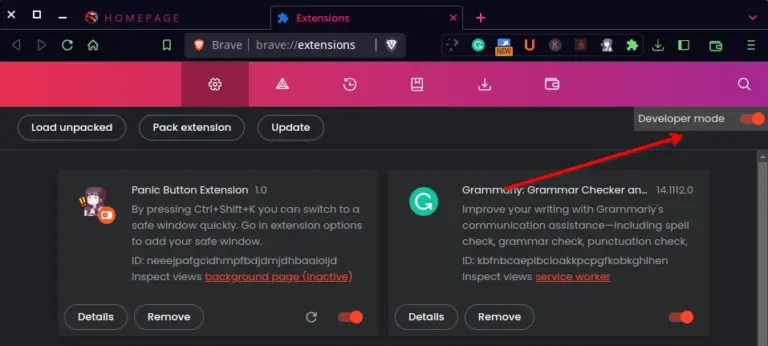 HOMEPAGE
Extensions
Brave
brave://extensions
NEW
Developer mode
Load unpacked
Pack extension
Update
Panic Button Extension 1.0
By pressing Ctrl+Shift+K you can switch to a
safe window quickly. Go in extension options
to add your safe window.
ID: neeejpafgcidhmpfbdjdmjdhbaaioljd
Inspect views background page (Inactive)
Details
Remove
Grammarly: Grammar Checker an... 14.1112.0
Improve your writing with Grammarly's
communication assistance—including spell
check, grammar check, punctuation check,
ID: kbfnbcaeplbcioakkpcpgfkobkghlhen
Inspect views service worker
Details
Remove